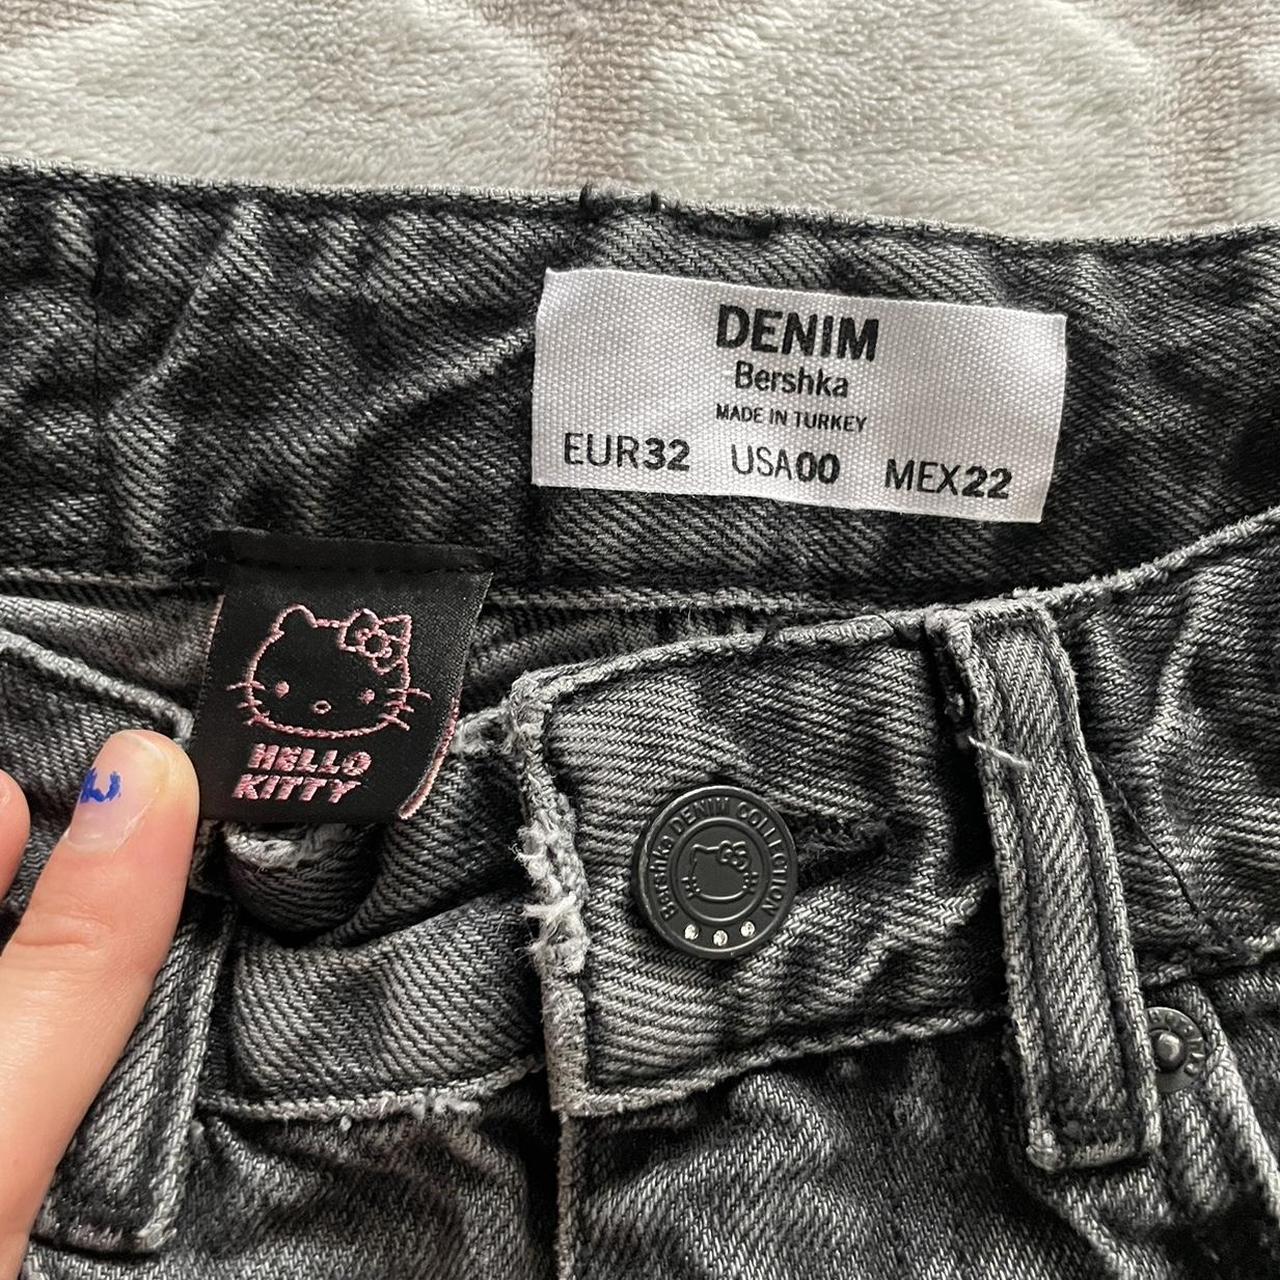 DENIM
Bershka
MADE IN TURKEY
EUR32 USA00 MEX22
HELLO
KITTY
Bershka DENIM COLLECTION